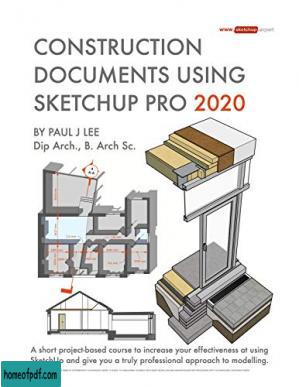 www.sketchup.expert
CONSTRUCTION
DOCUMENTS USING
SKETCHUP PRO 2020
BY PAUL J LEE
Dip Arch., B. Arch Sc.
A short project-based course to increase your effectiveness at using
SketchUp and give you a truly professional approach to modelling.
homeofpdf.com